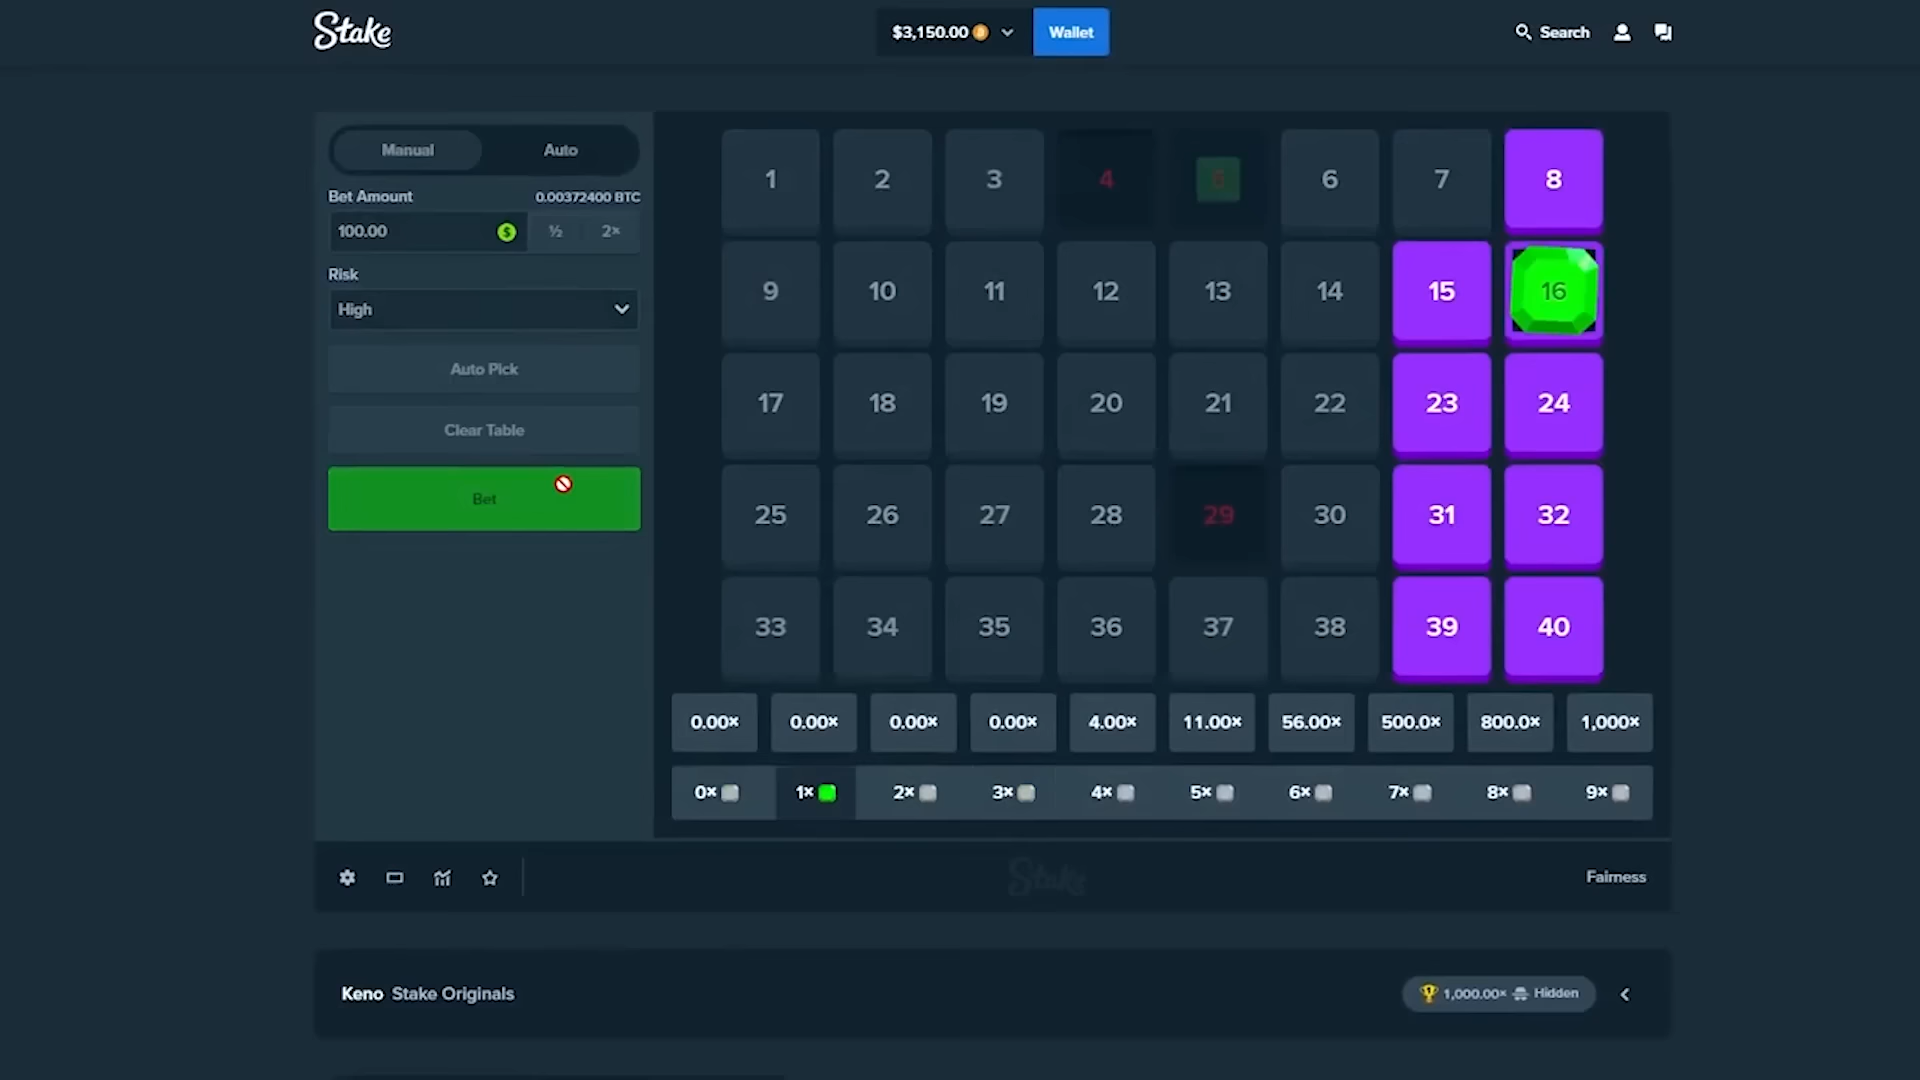 Stake
$3,150.00
Wallet
Search
Manual
Auto
Bet Amount
0.00372400 BTC
100.00
½
2×
Risk
High
Auto Pick
Clear Table
Bet
1 2 3 4 5 6 7 8
9 10 11 12 13 14 15 16
17 18 19 20 21 22 23 24
25 26 27 28 29 30 31 32
33 34 35 36 37 38 39 40
0.00× 0.00× 0.00× 0.00× 4.00× 11.00× 56.00× 500.0× 800.0× 1,000×
0× 1× 2× 3× 4× 5× 6× 7× 8× 9×
Stake
Fairness
Keno Stake Originals
1,000.00× Hidden